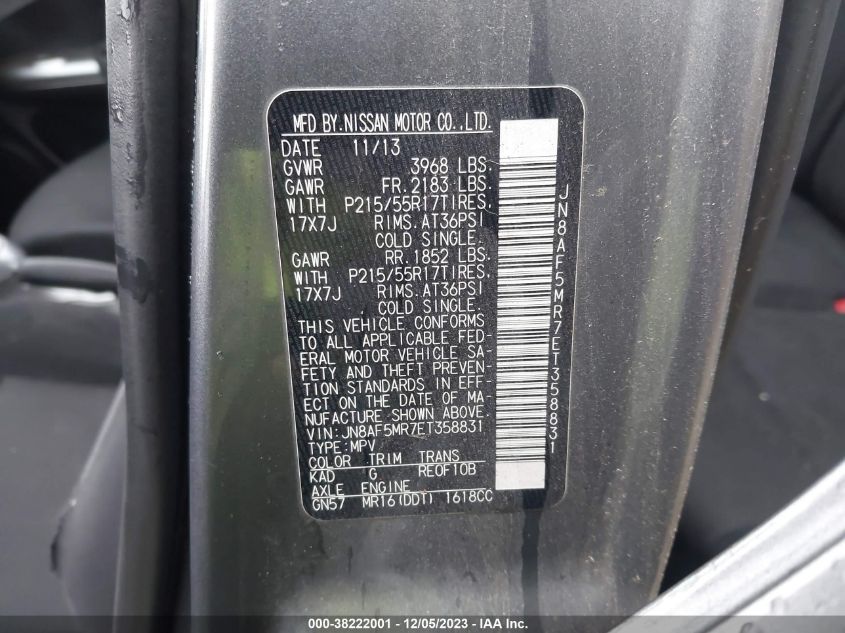 MFD BY.NISSAN MOTOR CO.,LTD.
DATE 11/13
GVWR 3968 LBS.
GAWR FR.2183 LBS.
WITH P215/55R17TIRES.
17X7J RIMS.AT36PSI
COLD SINGLE.
GAWR RR.1852 LBS.
WITH P215/55R17TIRES.
17X7J RIMS.AT36PSI
COLD SINGLE.
THIS VEHICLE CONFORMS
TO ALL APPLICABLE FED-
ERAL MOTOR VEHICLE SA-
FETY AND THEFT PREVEN-
TION STANDARDS IN EFF-
ECT ON THE DATE OF MA-
NUFACTURE SHOWN ABOVE.
VIN:JN8AF5MR7ET358831
TYPE:MPV
COLOR TRIM TRANS
KAD G RE0F10B
AXLE ENGINE
GN57 MR16(DDT) 1618CC
JN8AF5MR7ET358831
000-38222001 - 12/05/2023 - IAAI.COM